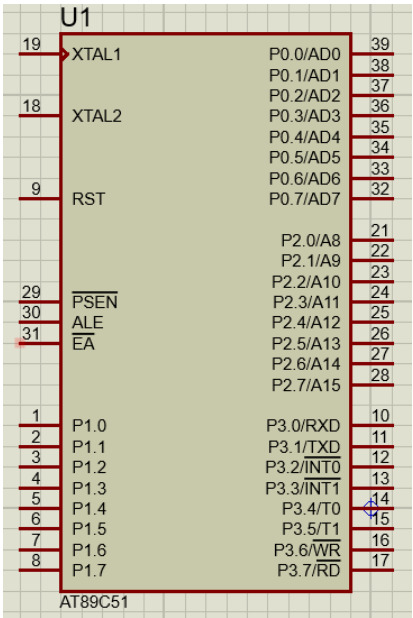 U1
19 XTAL1 P0.0/AD0 39
P0.1/AD1 38
P0.2/AD2 37
18 XTAL2 P0.3/AD3 36
P0.4/AD4 35
P0.5/AD5 34
P0.6/AD6 33
9 RST P0.7/AD7 32
P2.0/A8 21
P2.1/A9 22
P2.2/A10 23
29 PSEN P2.3/A11 24
30 ALE P2.4/A12 25
31 EA P2.5/A13 26
P2.6/A14 27
P2.7/A15 28
1 P1.0 P3.0/RXD 10
2 P1.1 P3.1/TXD 11
3 P1.2 P3.2/INT0 12
4 P1.3 P3.3/INT1 13
5 P1.4 P3.4/T0 14
6 P1.5 P3.5/T1 15
7 P1.6 P3.6/WR 16
8 P1.7 P3.7/RD 17
AT89C51